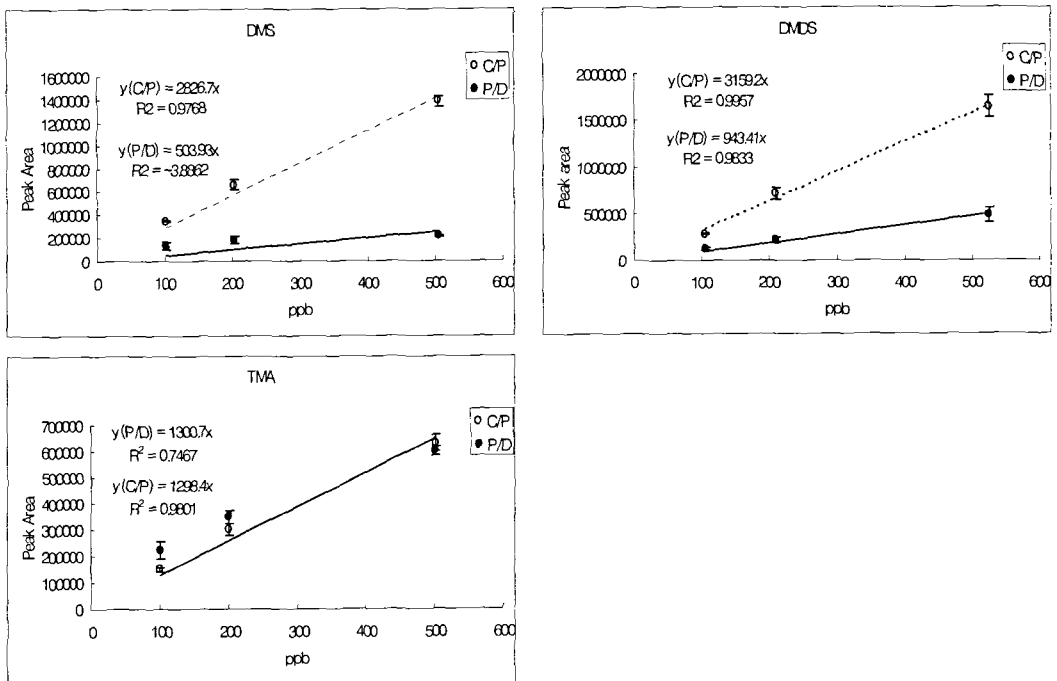 DMS
C/P
P/D
y(C/P) = 2826.7x
R2 = 0.9768
y(P/D) = 503.93x
R2 = -3.8862
Peak Area
1600000
1400000
1200000
1000000
800000
600000
400000
200000
0
0 100 200 300 400 500 600
ppb
DMDS
C/P
P/D
y(C/P) = 3159.2x
R2 = 0.9957
y(P/D) = 943.41x
R2 = 0.9833
Peak area
2000000
1500000
1000000
500000
0
0 100 200 300 400 500 600
ppb
TMA
C/P
P/D
y(P/D) = 1300.7x
R² = 0.7467
y(C/P) = 1298.4x
R² = 0.9801
Peak Area
700000
600000
500000
400000
300000
200000
100000
0
0 100 200 300 400 500 600
ppb